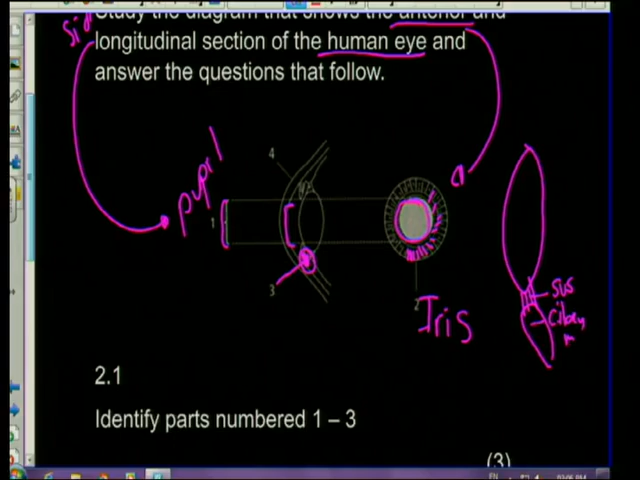 Study the diagram that shows the anterior and
longitudinal section of the human eye and
answer the questions that follow.
pupil
4
1
3
2
Iris
sus
2.1
Identify parts numbered 1 – 3
(3)